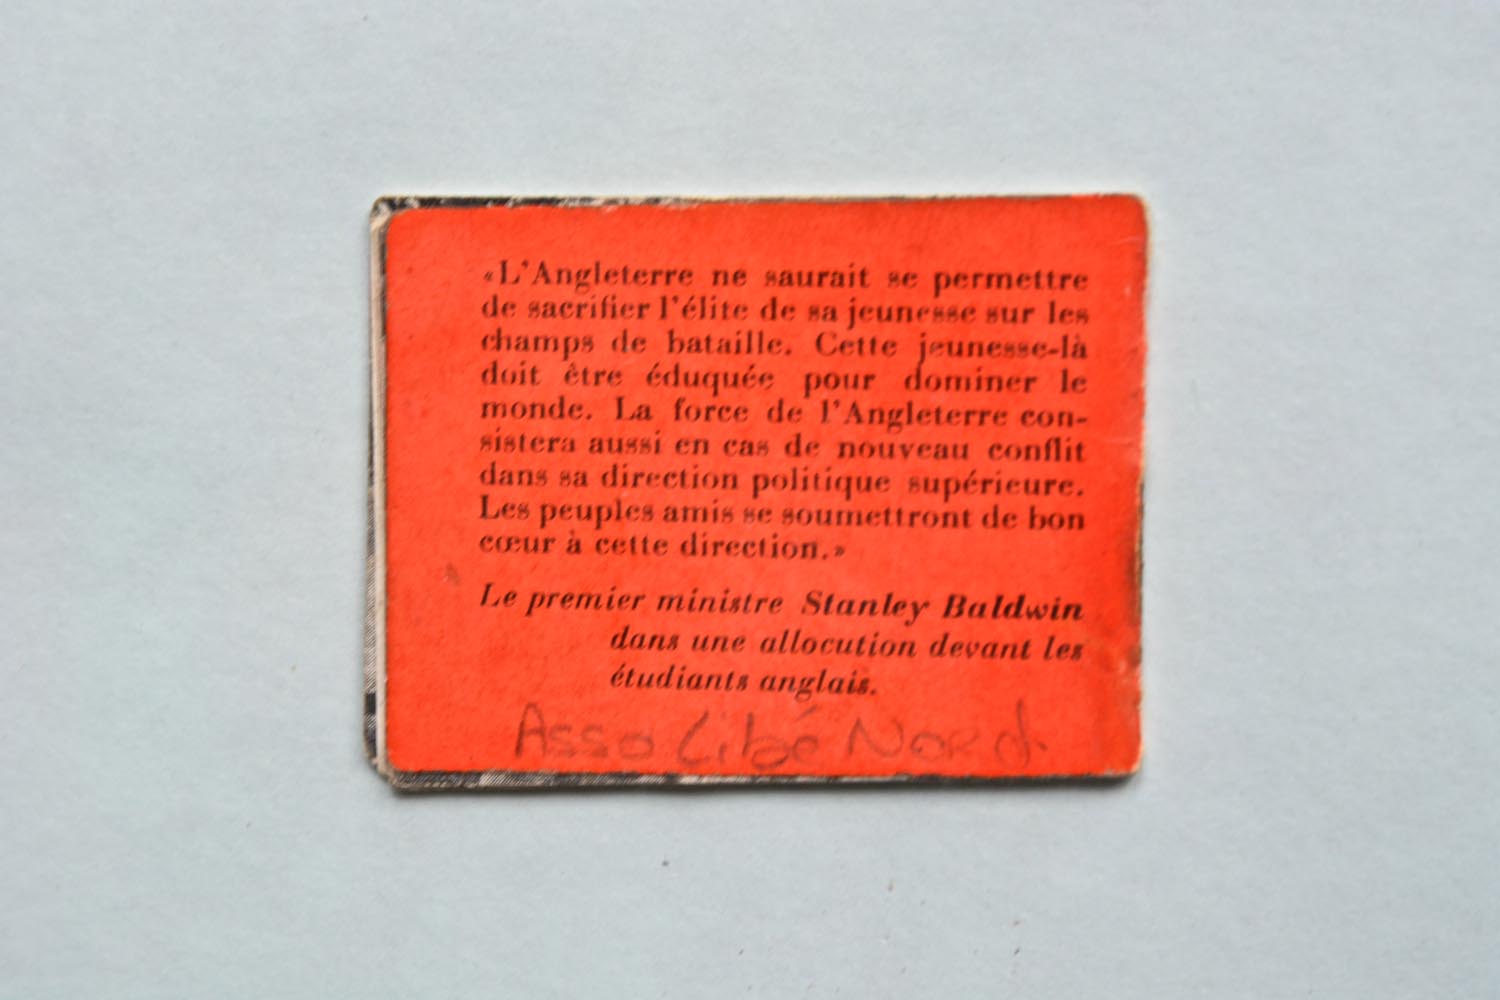 «L'Angleterre ne saurait se permettre
de sacrifier l'élite de sa jeunesse sur les
champs de bataille. Cette jeunesse-là
doit être éduquée pour dominer le
monde. La force de l'Angleterre con-
sistera aussi en cas de nouveau conflit
dans sa direction politique supérieure.
Les peuples amis se soumettront de bon
cœur à cette direction.»
Le premier ministre Stanley Baldwin
dans une allocution devant les
étudiants anglais.
Asso Libé Nord